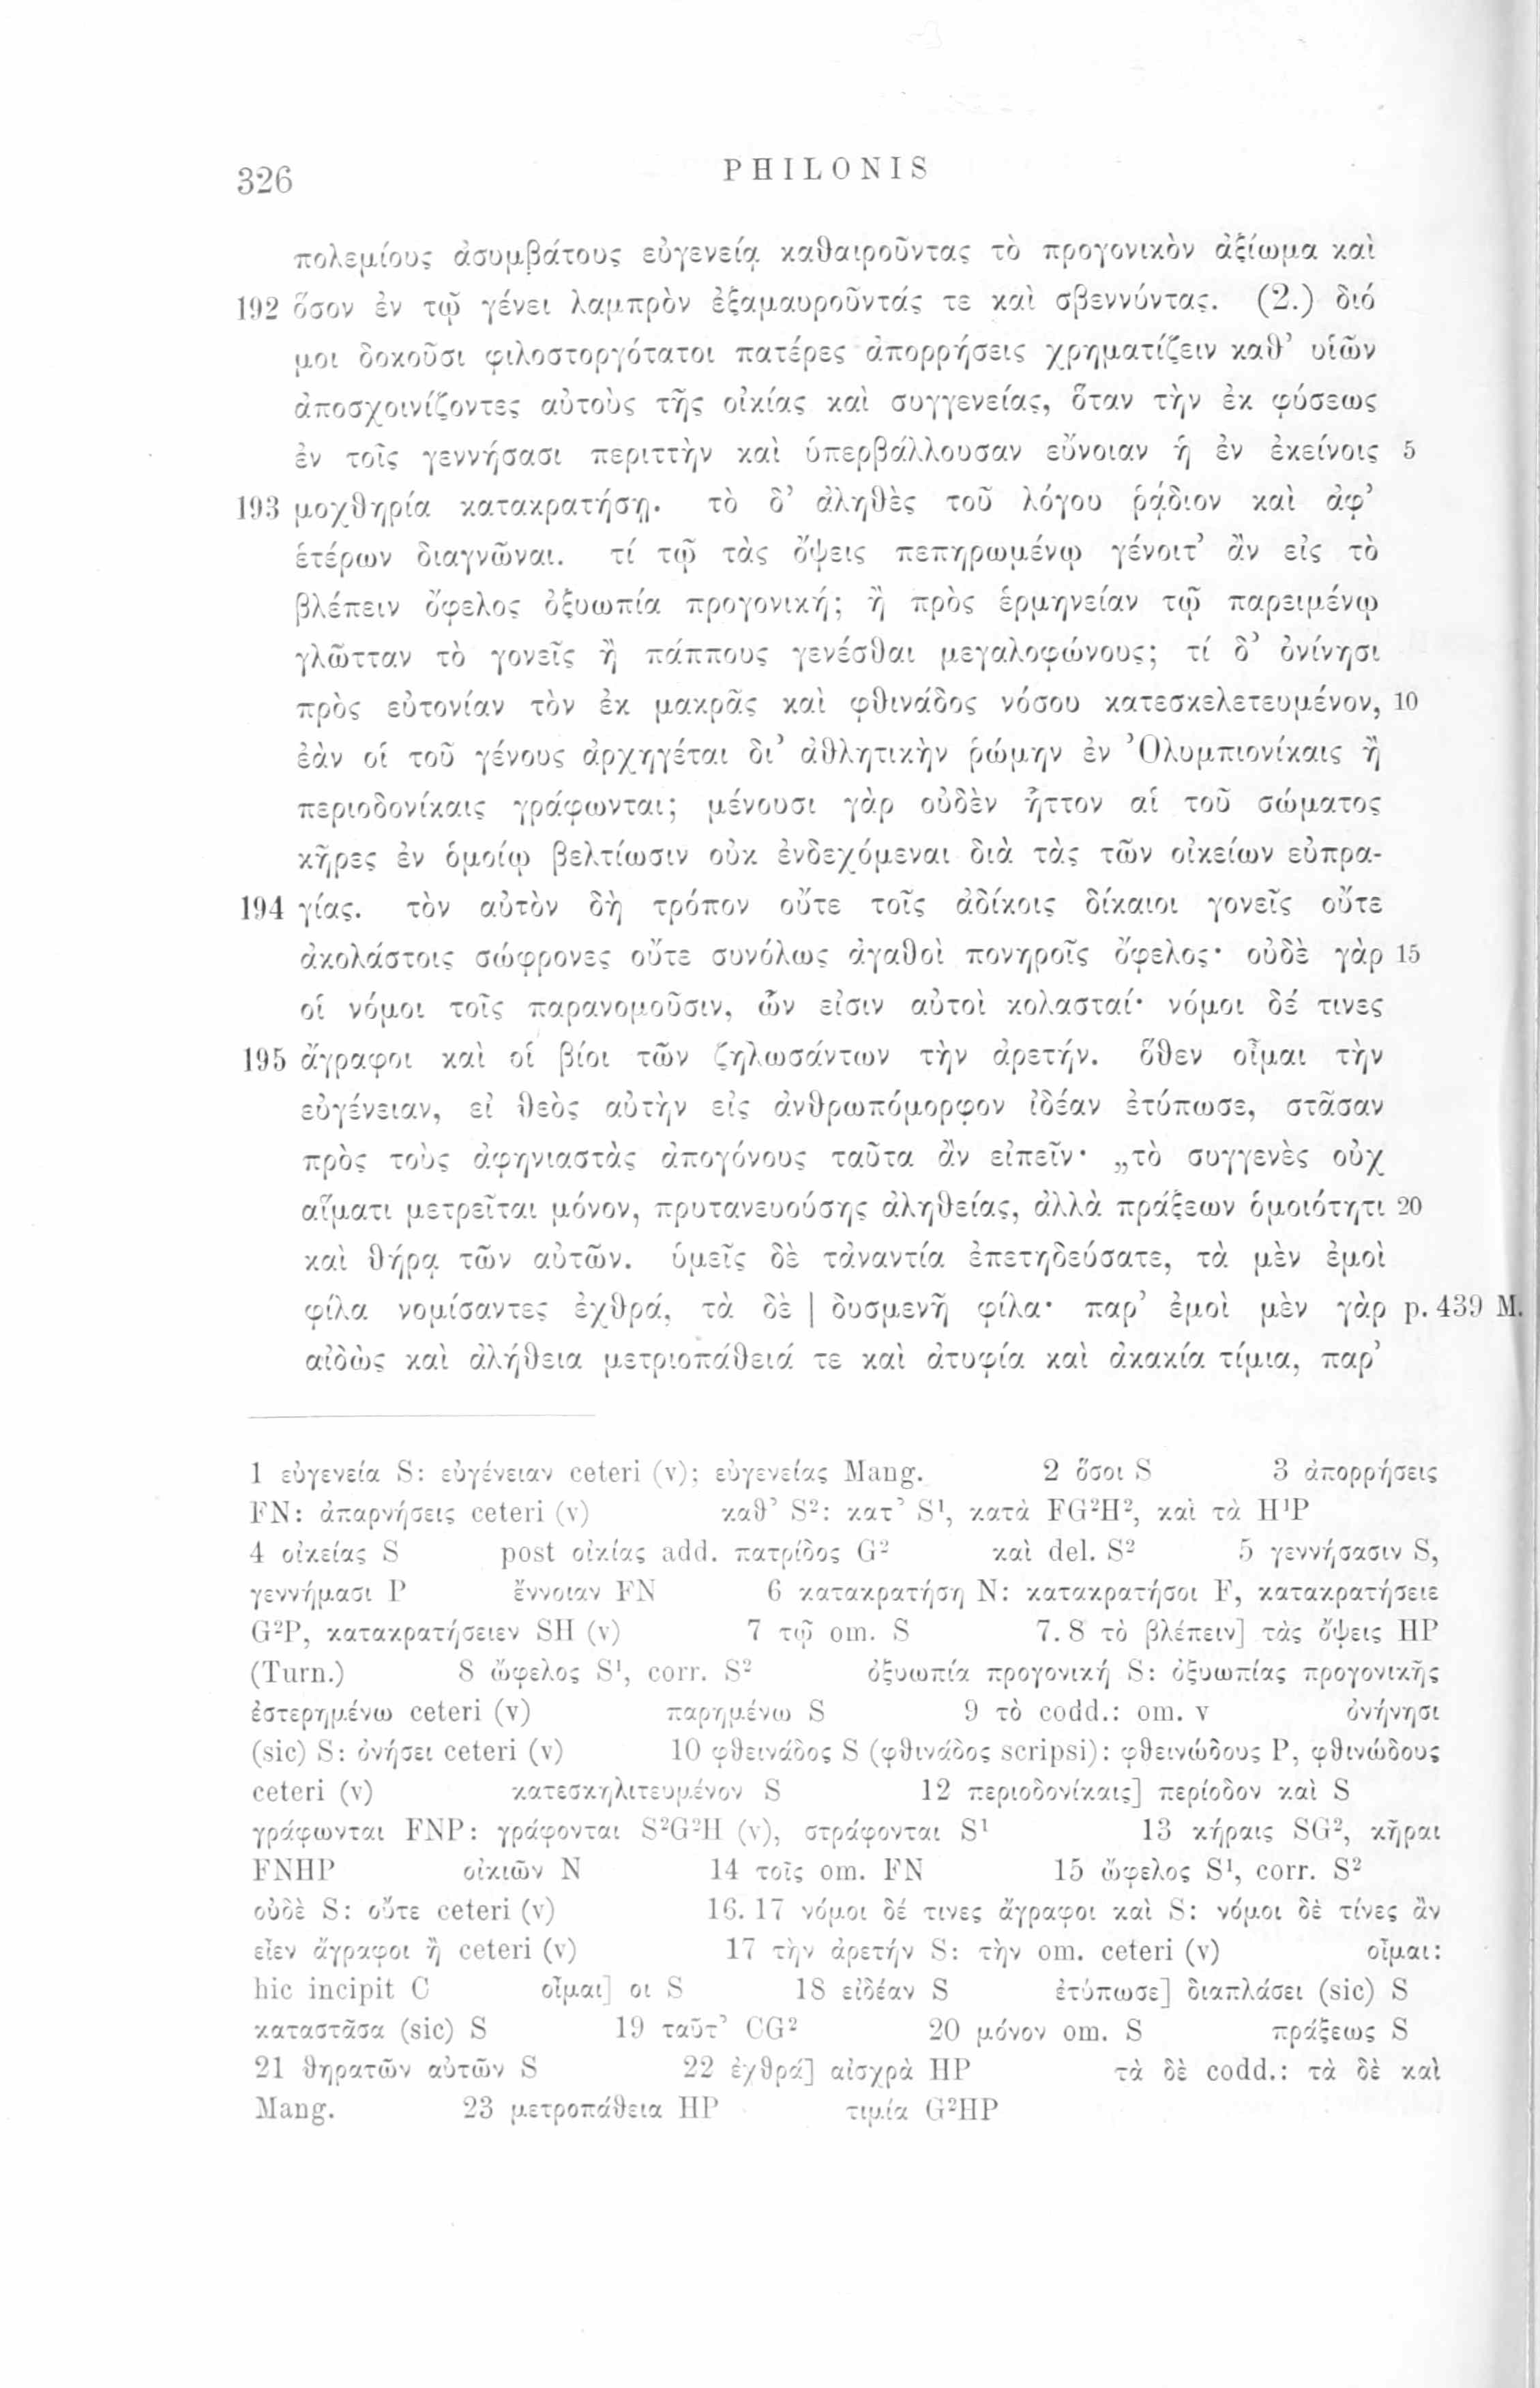 326
PHILONIS
πολεμίους ἀσυμβάτους εὐγενείᾳ καθαιροῦντας τὸ προγονικὸν ἀξίωμα καὶ
192 ὅσον ἐν τῷ γένει λαμπρὸν ἐξαμαυροῦντάς τε καὶ σβεννύντας. (2.) διό
μοι δοκοῦσι φιλοστοργότατοι πατέρες ἀπορρήσεις χρηματίζειν καθ’ υἱῶν
ἀποσχοινίζοντες αὐτοὺς τῆς οἰκίας καὶ συγγενείας, ὅταν τὴν ἐκ φύσεως
ἐν τοῖς γεννήσασι περιττὴν καὶ ὑπερβάλλουσαν εὔνοιαν ἡ ἐν ἐκείνοις 5
193 μοχθηρία κατακρατήσῃ. τὸ δ’ ἀληθὲς τοῦ λόγου ῥᾴδιον καὶ ἀφ’
ἑτέρων διαγνῶναι. τί τῷ τὰς ὄψεις πεπηρωμένῳ γένοιτ’ ἂν εἰς τὸ
βλέπειν ὄφελος ὀξυωπία προγονική; ἢ πρὸς ἑρμηνείαν τῷ παρειμένῳ
γλῶτταν τὸ γονεῖς ἢ πάππους γενέσθαι μεγαλοφώνους; τί δ’ ὀνίνησι
πρὸς εὐτονίαν τὸν ἐκ μακρᾶς καὶ φθινάδος νόσου κατεσκελετευμένον, 10
ἐὰν οἱ τοῦ γένους ἀρχηγέται δι’ ἀθλητικὴν ῥώμην ἐν Ὀλυμπιονίκαις ἢ
περιοδονίκαις γράφωνται; μένουσι γὰρ οὐδὲν ἧττον αἱ τοῦ σώματος
κῆρες ἐν ὁμοίῳ βελτίωσιν οὐκ ἐνδεχόμεναι διὰ τὰς τῶν οἰκείων εὐπρα-
194 γίας. τὸν αὐτὸν δὴ τρόπον οὔτε τοῖς ἀδίκοις δίκαιοι γονεῖς οὔτε
ἀκολάστοις σώφρονες οὔτε συνόλως ἀγαθοὶ πονηροῖς ὄφελος· οὐδὲ γὰρ 15
οἱ νόμοι τοῖς παρανομοῦσιν, ὧν εἰσιν αὐτοὶ κολασταί· νόμοι δέ τινες
195 ἄγραφοι καὶ οἱ βίοι τῶν ζηλωσάντων τὴν ἀρετήν. ὅθεν οἶμαι τὴν
εὐγένειαν, εἰ θεὸς αὐτὴν εἰς ἀνθρωπόμορφον ἰδέαν ἐτύπωσε, στᾶσαν
πρὸς τοὺς ἀφηνιαστὰς ἀπογόνους ταῦτα ἂν εἰπεῖν· „τὸ συγγενὲς οὐχ
αἵματι μετρεῖται μόνον, πρυτανευούσης ἀληθείας, ἀλλὰ πράξεων ὁμοιότητι 20
καὶ θήρᾳ τῶν αὐτῶν. ὑμεῖς δὲ τἀναντία ἐπετηδεύσατε, τὰ μὲν ἐμοὶ
φίλα νομίσαντες ἐχθρά, τὰ δὲ | δυσμενῆ φίλα· παρ’ ἐμοὶ μὲν γὰρ p. 439 M.
αἰδὼς καὶ ἀλήθεια μετριοπάθειά τε καὶ ἀτυφία καὶ ἀκακία τίμια, παρ’
1 εὐγενεία S: εὐγένειαν ceteri (v); εὐγενείας Mang. 2 ὅσοι S 3 ἀπορρήσεις
FN: ἀπαρνήσεις ceteri (v) καθ’ S²: κατ’ S¹, κατὰ FG²H², καὶ τὰ H¹P
4 οἰκείας S post οἰκίας add. πατρίδος G² καὶ del. S² 5 γεννήσασιν S,
γεννήμασι P ἔννοιαν FN 6 κατακρατήσῃ N: κατακρατήσοι F, κατακρατήσειε
G²P, κατακρατήσειεν SH (v) 7 τῷ om. S 7. 8 τὸ βλέπειν] τὰς ὄψεις HP
(Turn.) 8 ὤφελος S¹, corr. S² ὀξυωπία προγονική S: ὀξυωπίας προγονικῆς
ἐστερημένω ceteri (v) παρημένω S 9 τὸ codd.: om. v ὀνήνησι
(sic) S: ὀνήσει ceteri (v) 10 φθεινάδος S (φθινάδος scripsi): φθεινώδους P, φθινώδους
ceteri (v) κατεσκηλιτευμένον S 12 περιοδονίκαις] περίοδον καὶ S
γράφωνται FNP: γράφονται S²G²H (v), στράφονται S¹ 13 κήραις SG², κῆραι
FNHP οἰκιῶν N 14 τοῖς om. FN 15 ὤφελος S¹, corr. S²
οὐδὲ S: οὔτε ceteri (v) 16. 17 νόμοι δέ τινες ἄγραφοι καὶ S: νόμοι δὲ τίνες ἂν
εἶεν ἄγραφοι ἢ ceteri (v) 17 τὴν ἀρετήν S: τὴν om. ceteri (v) οἶμαι:
hic incipit C οἶμαι] οι S 18 εἰδέαν S ἐτύπωσε] διαπλάσει (sic) S
καταστᾶσα (sic) S 19 ταῦτ’ CG² 20 μόνον om. S πράξεως S
21 θηρατῶν αὐτῶν S 22 ἐχθρά] αἰσχρὰ HP τὰ δὲ codd.: τὰ δὲ καὶ
Mang. 23 μετροπάθεια HP τιμία G²HP